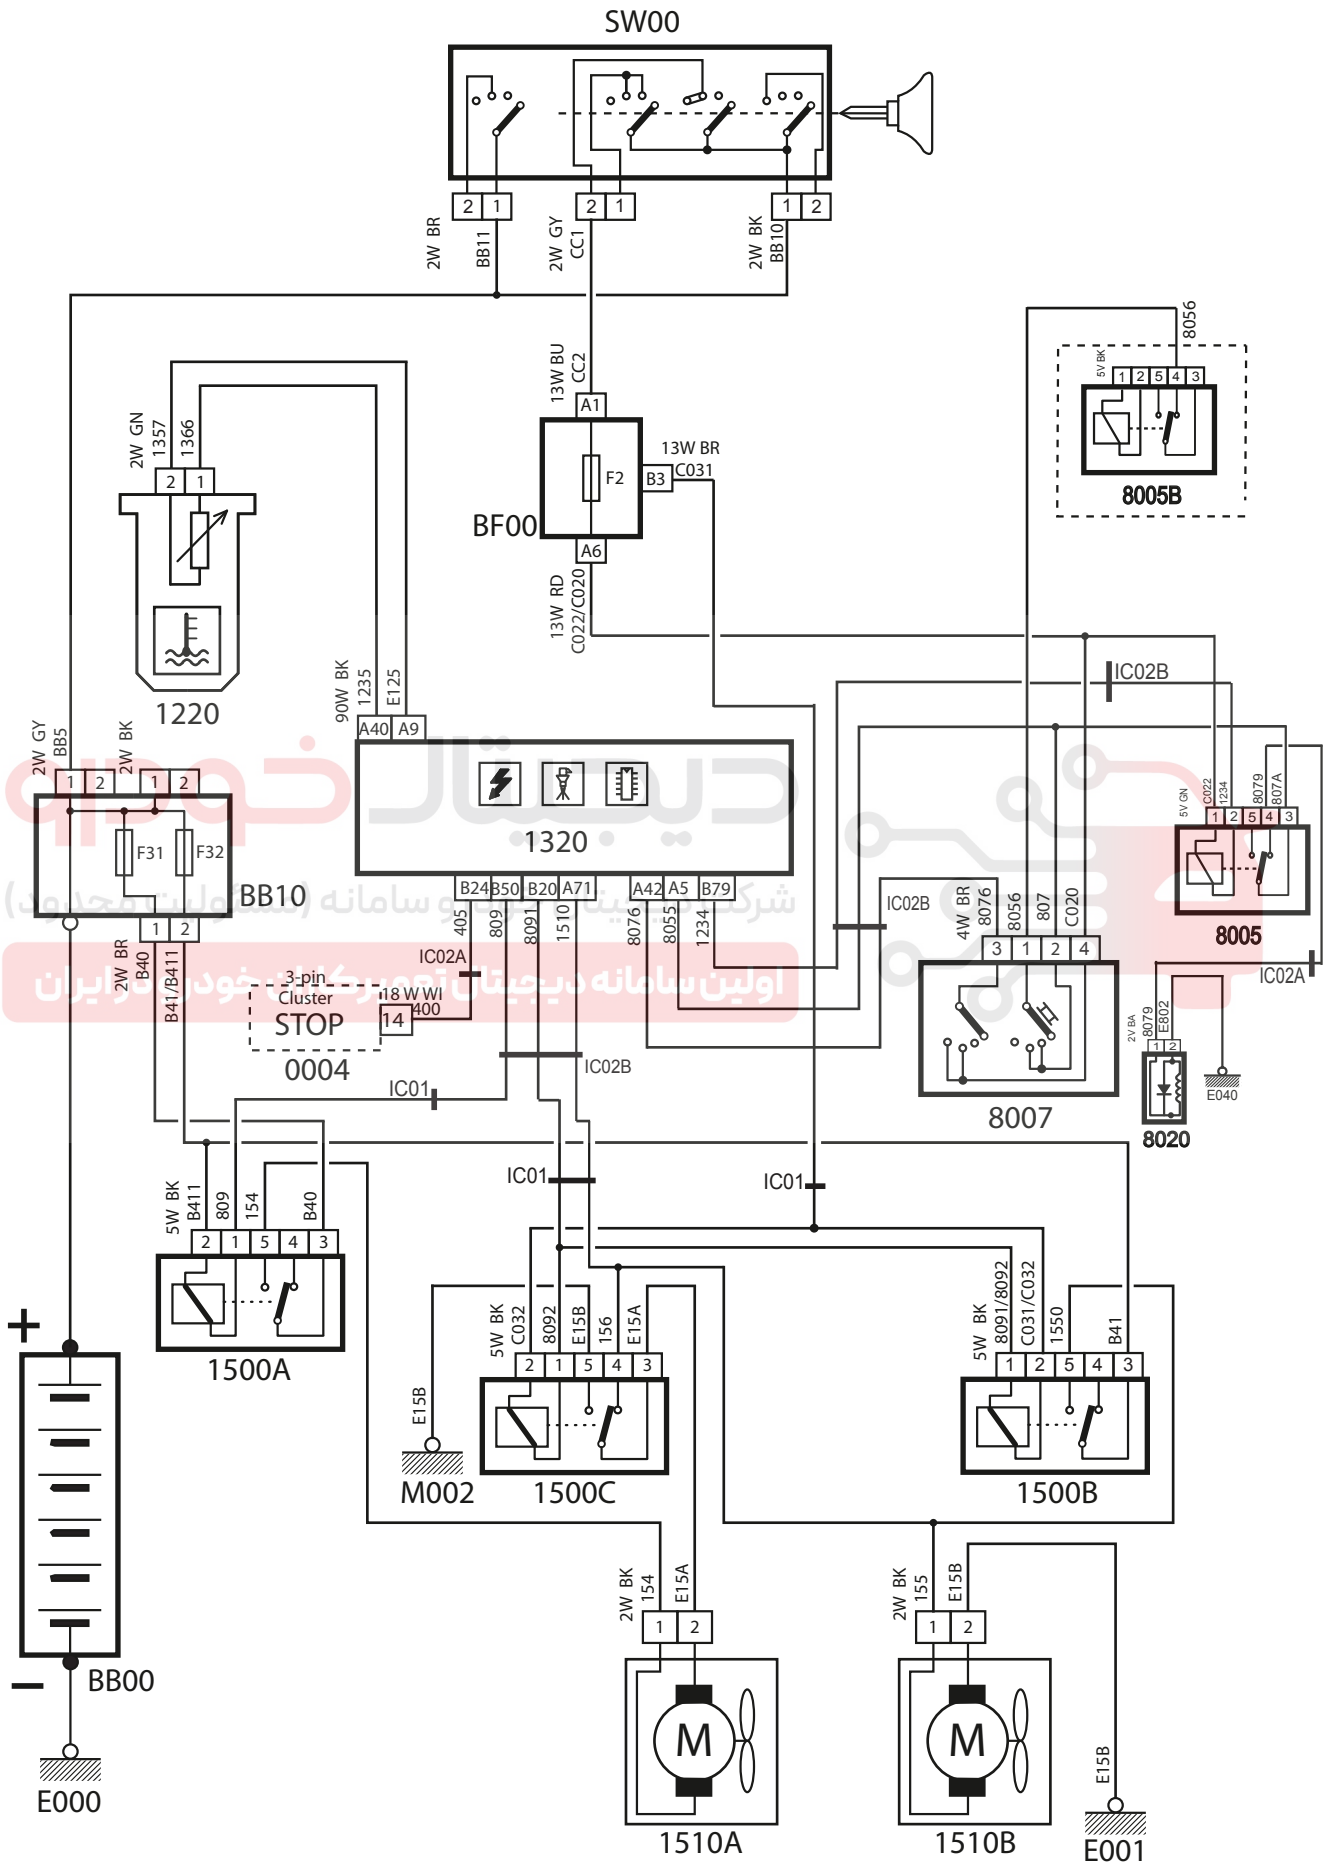 SW00
2 1 2 1 1 2
2W BR
BB11
2W GY
CC1
2W BK
BB10
8056
5V BK
1 2 5 4 3
8005B
13W BU
CC2
A1
F2
13W BR
B3
C031
BF00
A6
13W RD
C022/C020
2W GN
1357
1366
2 1
1220
90W BK
1235
E125
A40 A9
IC02B
2W GY
BB5
2W BK
1 2 1 2
F31
F32
BB10
1 2
2W BR
B40
B41/B411
دیجیتال خودرو
شرکت دیجیتال خودرو سامانه (مسئولیت محدود)
اولین سامانه دیجیتال تعمیرکاران خودرو در ایران
1320
B24 B50 B20 A71 A42 A5 B79
405
809
8091
1510
8076
8055
1234
IC02B
4W BR
8076
8056
807
C020
3 1 2 4
8007
5V GN
C022
1234
8079
807A
1 2 5 4 3
8005
IC02A
2V BA
8079
E802
1 2
8020
E040
IC02A
3-pin
Cluster
STOP
18 W WI
400
14
0004
IC02B
IC01
IC01
IC01
5W BK
B411
809
154
B40
2 1 5 4 3
1500A
5W BK
C032
8092
E15B
156
E15A
2 1 5 4 3
1500C
E15B
M002
5W BK
8091/8092
C031/C032
1550
B41
1 2 5 4 3
1500B
+
−
BB00
E000
2W BK
154
E15A
1 2
M
1510A
2W BK
155
E15B
1 2
M
1510B
E15B
E001